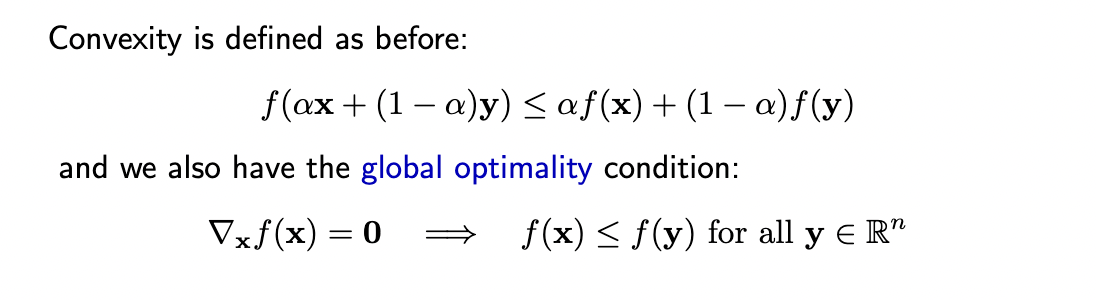 Convexity is defined as before:
f(αx + (1 − α)y) ≤ αf(x) + (1 − α)f(y)
and we also have the global optimality condition:
∇ₓf(x) = 0 ⟹ f(x) ≤ f(y) for all y ∈ ℝⁿ